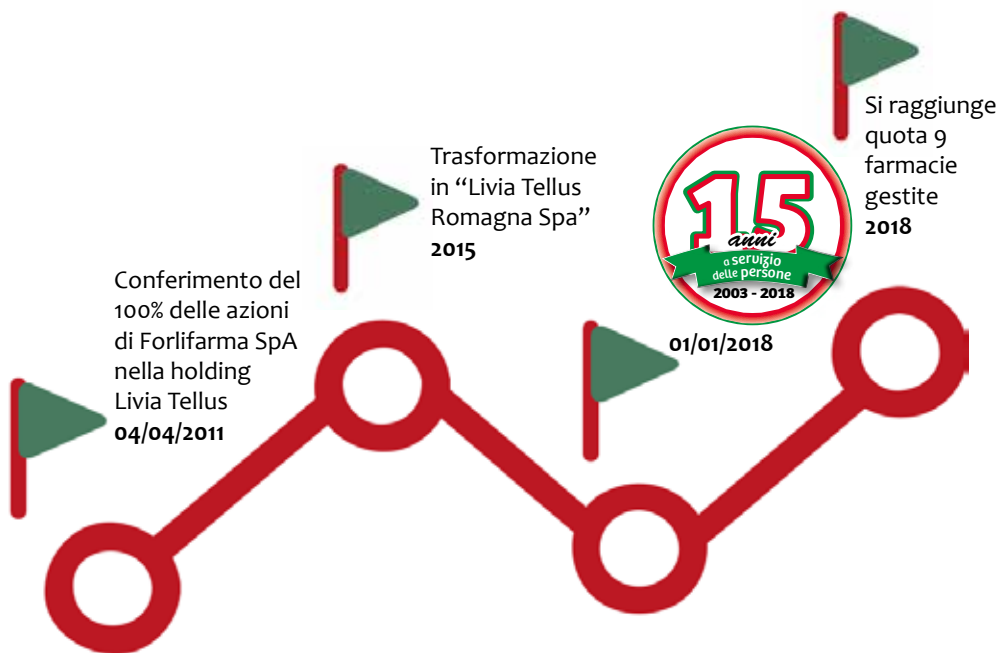 Conferimento del
100% delle azioni
di Forlifarma SpA
nella holding
Livia Tellus
04/04/2011
Trasformazione
in “Livia Tellus
Romagna Spa”
2015
15
anni
a servizio
delle persone
2003 - 2018
01/01/2018
Si raggiunge
quota 9
farmacie
gestite
2018